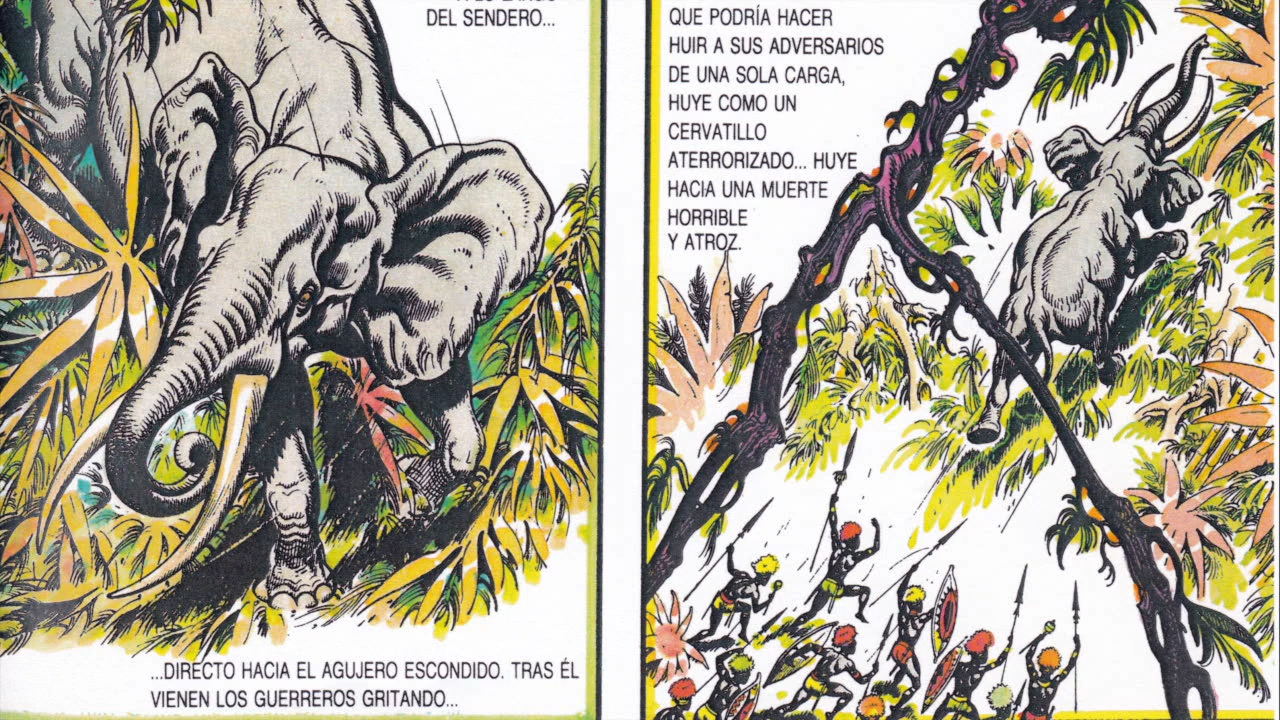 DEL SENDERO...
...DIRECTO HACIA EL AGUJERO ESCONDIDO. TRAS ÉL
VIENEN LOS GUERREROS GRITANDO...
QUE PODRÍA HACER
HUIR A SUS ADVERSARIOS
DE UNA SOLA CARGA,
HUYE COMO UN
CERVATILLO
ATERRORIZADO... HUYE
HACIA UNA MUERTE
HORRIBLE
Y ATROZ.